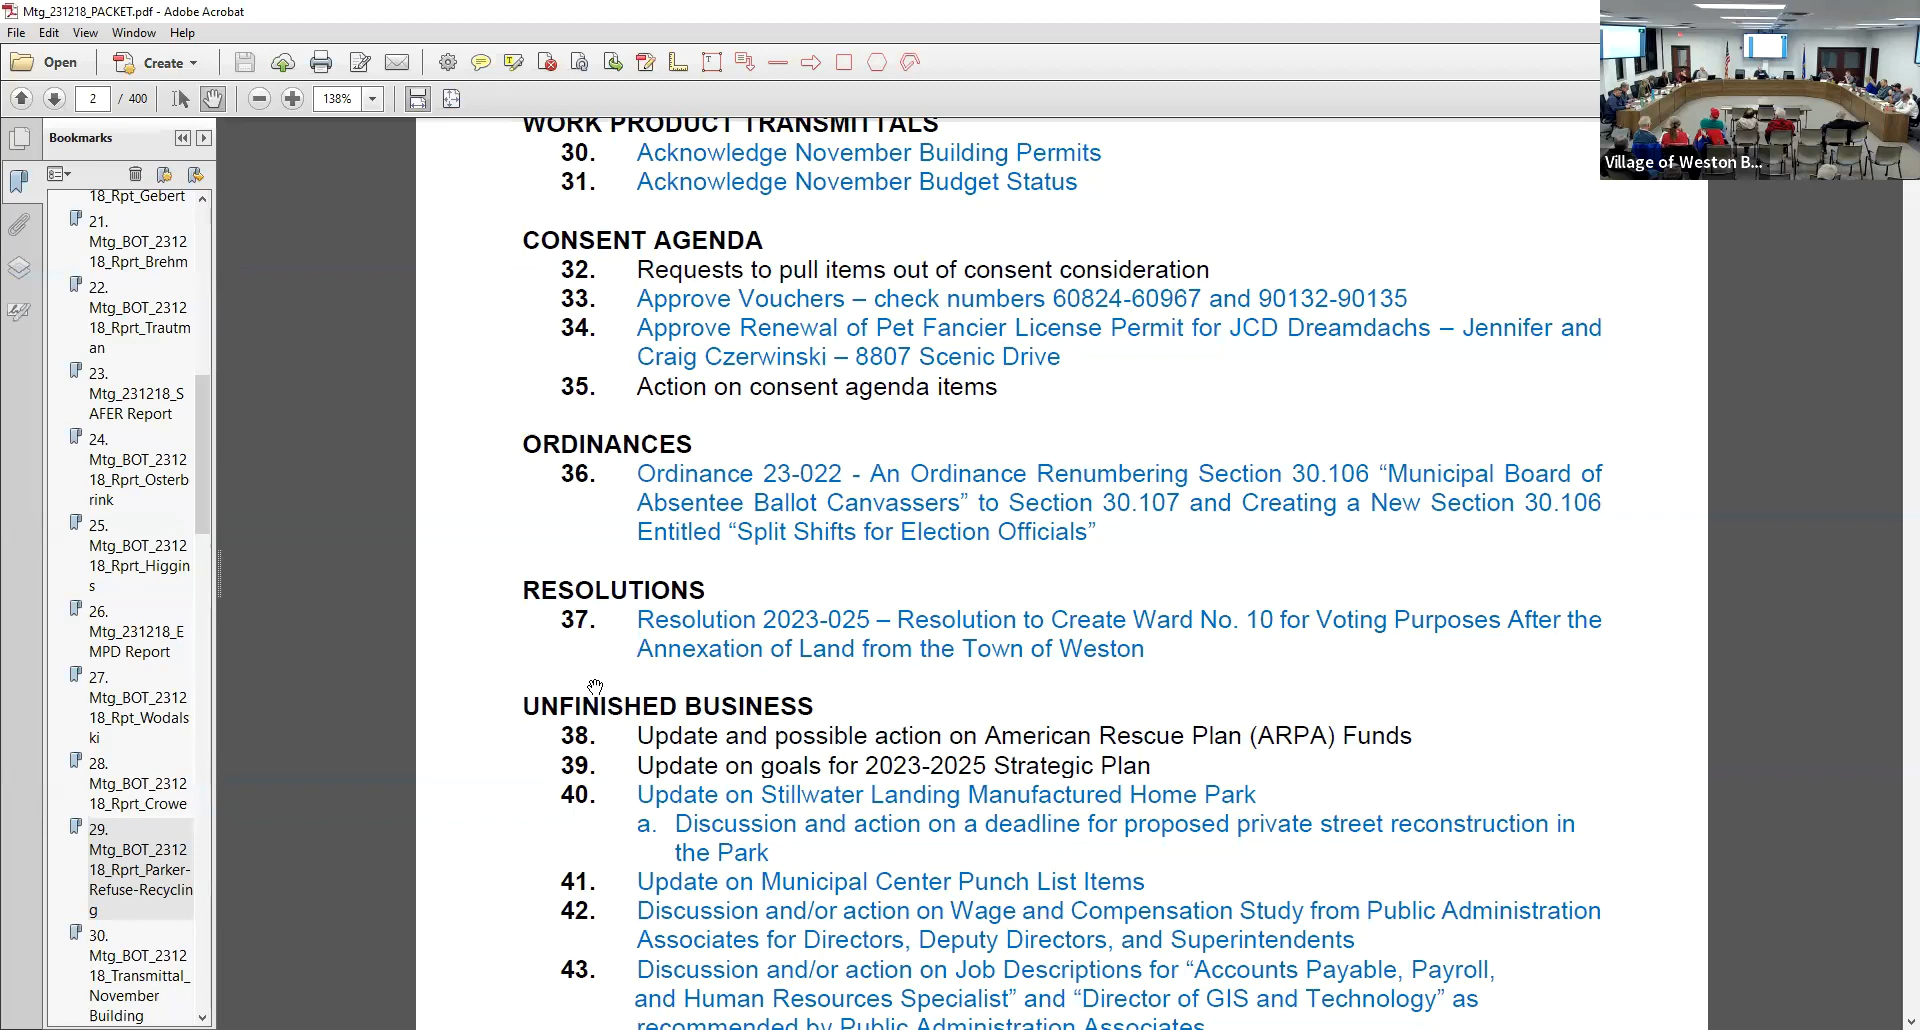 Mtg_231218_PACKET.pdf - Adobe Acrobat
File Edit View Window Help
Open Create
2 / 400 138%
Village of Weston B...
Bookmarks
18_Rpt_Gebert
21.
Mtg_BOT_2312
18_Rprt_Brehm
22.
Mtg_BOT_2312
18_Rprt_Trautm
an
23.
Mtg_231218_S
AFER Report
24.
Mtg_BOT_2312
18_Rprt_Osterb
rink
25.
Mtg_BOT_2312
18_Rprt_Higgin
s
26.
Mtg_231218_E
MPD Report
27.
Mtg_BOT_2312
18_Rpt_Wodals
ki
28.
Mtg_BOT_2312
18_Rprt_Crowe
29.
Mtg_BOT_2312
18_Rprt_Parker-
Refuse-Recyclin
g
30.
Mtg_BOT_2312
18_Transmittal_
November
Building
WORK PRODUCT TRANSMITTALS
30. Acknowledge November Building Permits
31. Acknowledge November Budget Status
CONSENT AGENDA
32. Requests to pull items out of consent consideration
33. Approve Vouchers – check numbers 60824-60967 and 90132-90135
34. Approve Renewal of Pet Fancier License Permit for JCD Dreamdachs – Jennifer and
Craig Czerwinski – 8807 Scenic Drive
35. Action on consent agenda items
ORDINANCES
36. Ordinance 23-022 - An Ordinance Renumbering Section 30.106 “Municipal Board of
Absentee Ballot Canvassers” to Section 30.107 and Creating a New Section 30.106
Entitled “Split Shifts for Election Officials”
RESOLUTIONS
37. Resolution 2023-025 – Resolution to Create Ward No. 10 for Voting Purposes After the
Annexation of Land from the Town of Weston
UNFINISHED BUSINESS
38. Update and possible action on American Rescue Plan (ARPA) Funds
39. Update on goals for 2023-2025 Strategic Plan
40. Update on Stillwater Landing Manufactured Home Park
a. Discussion and action on a deadline for proposed private street reconstruction in
the Park
41. Update on Municipal Center Punch List Items
42. Discussion and/or action on Wage and Compensation Study from Public Administration
Associates for Directors, Deputy Directors, and Superintendents
43. Discussion and/or action on Job Descriptions for “Accounts Payable, Payroll,
and Human Resources Specialist” and “Director of GIS and Technology” as
recommended by Public Administration Associates